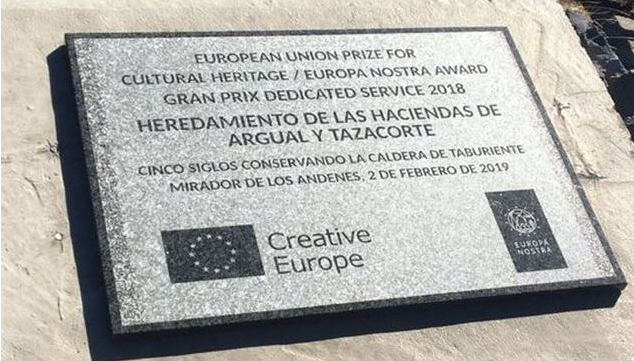 EUROPEAN UNION PRIZE FOR
CULTURAL HERITAGE / EUROPA NOSTRA AWARD
GRAN PRIX DEDICATED SERVICE 2018
HEREDAMIENTO DE LAS HACIENDAS DE
ARGUAL Y TAZACORTE
CINCO SIGLOS CONSERVANDO LA CALDERA DE TABURIENTE
MIRADOR DE LOS ANDENES, 2 DE FEBRERO DE 2019
Creative
Europe
EUROPA
NOSTRA